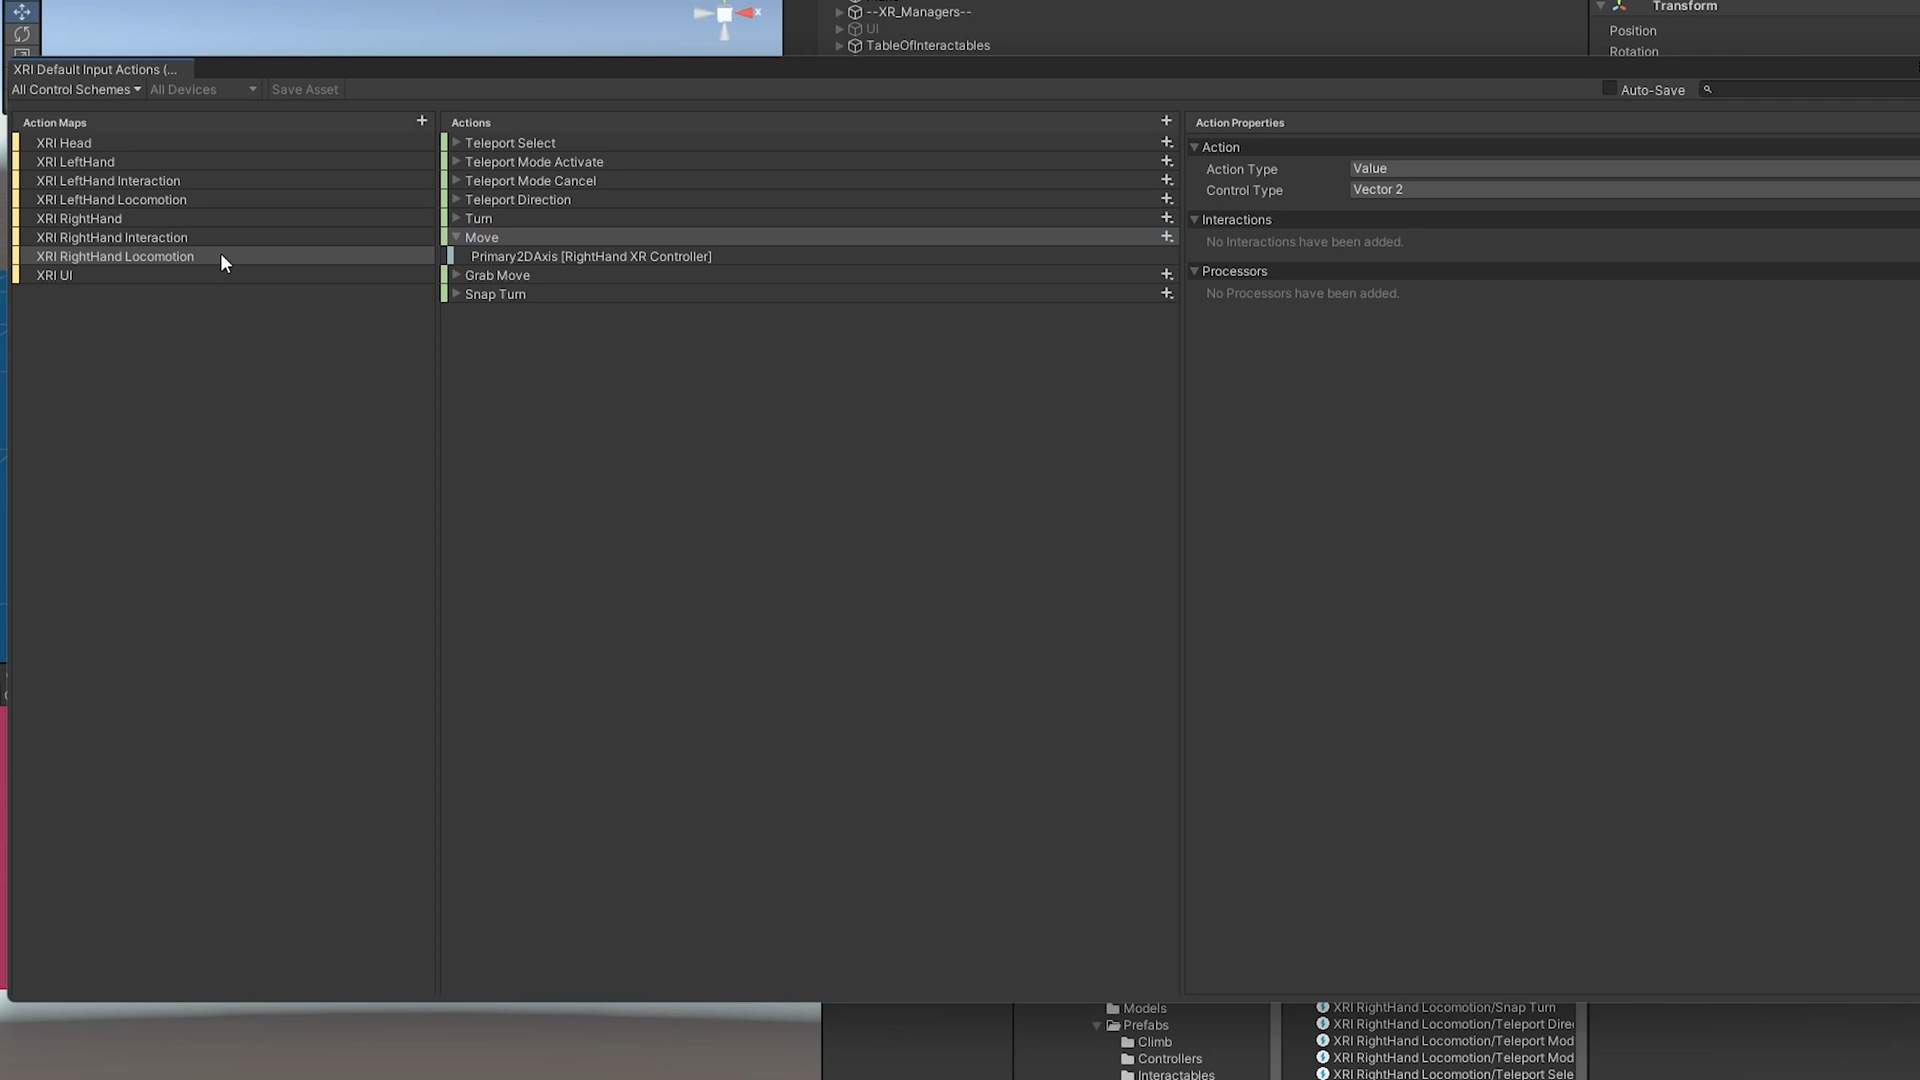 --XR_Managers--
UI
TableOfInteractables
Transform
Position
Rotation
x
XRI Default Input Actions (...
All Control Schemes
All Devices
Save Asset
Auto-Save
Action Maps
+
XRI Head
XRI LeftHand
XRI LeftHand Interaction
XRI LeftHand Locomotion
XRI RightHand
XRI RightHand Interaction
XRI RightHand Locomotion
XRI UI
Actions
+
Teleport Select
Teleport Mode Activate
Teleport Mode Cancel
Teleport Direction
Turn
Move
Primary2DAxis [RightHand XR Controller]
Grab Move
Snap Turn
Action Properties
Action
Action Type Value
Control Type Vector 2
Interactions
No Interactions have been added.
Processors
No Processors have been added.
Models
Prefabs
Climb
Controllers
Interactables
XRI RightHand Locomotion/Snap Turn
XRI RightHand Locomotion/Teleport Dire
XRI RightHand Locomotion/Teleport Mod
XRI RightHand Locomotion/Teleport Mod
XRI RightHand Locomotion/Teleport Sele